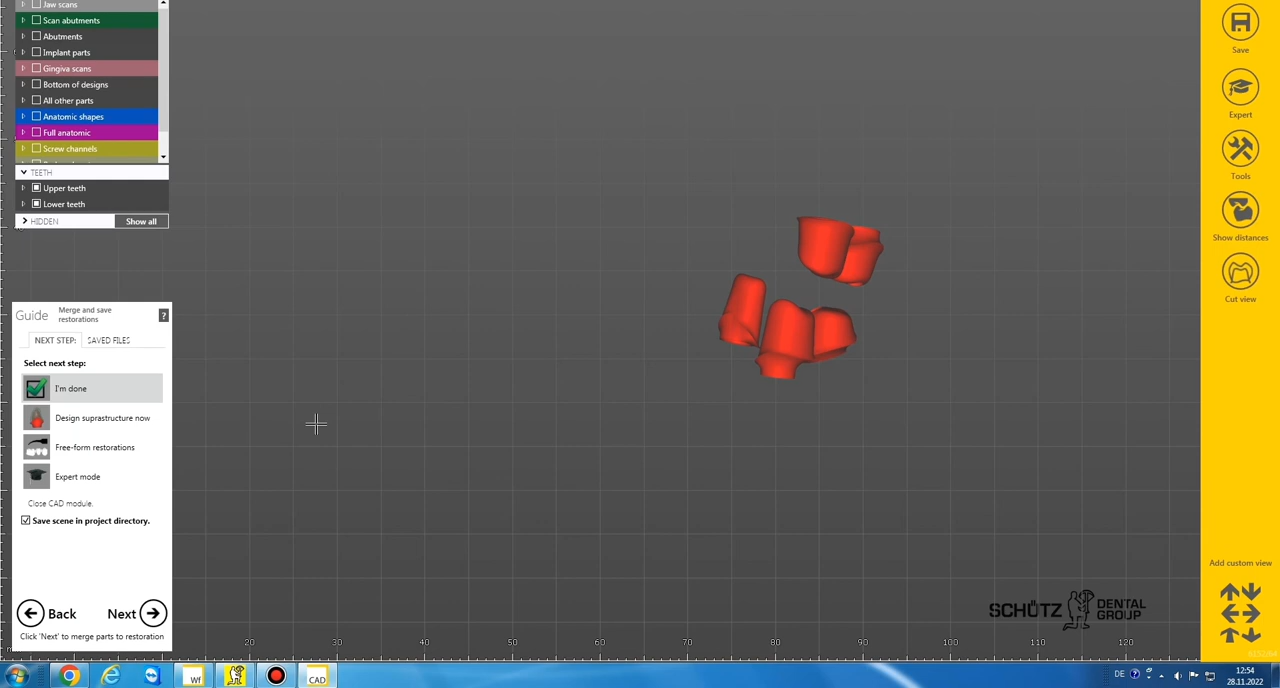 Jaw scans
Scan abutments
Abutments
Implant parts
Gingiva scans
Bottom of designs
All other parts
Anatomic shapes
Full anatomic
Screw channels
TEETH
Upper teeth
Lower teeth
HIDDEN
Show all
Guide
Merge and save
restorations
?
NEXT STEP:
SAVED FILES
Select next step:
I'm done
Design suprastructure now
Free-form restorations
Expert mode
Close CAD module.
Save scene in project directory.
Back
Next
Click 'Next' to merge parts to restoration
Save
Expert
Tools
Show distances
Cut view
Add custom view
SCHÜTZ
DENTAL
GROUP
20 30 40 50 60 70 80 90 100 110 120
Wf
CAD
DE
12:54
28.11.2022